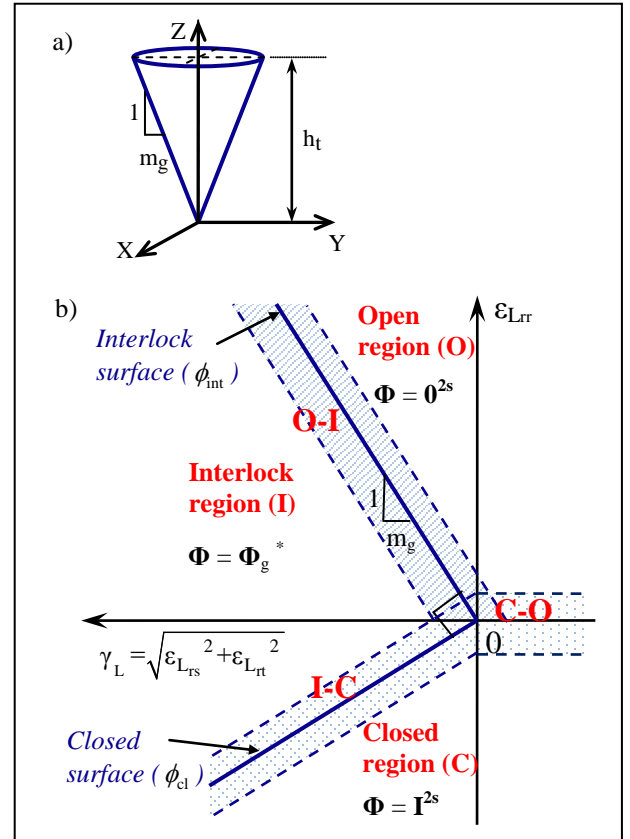 a)
Z
1
m_g
h_t
X
Y
b)
Open
region (O)
ε_Lrr
Interlock
surface ( ϕ_int )
Φ = 0^2s
O-I
Interlock
region (I)
1
m_g
Φ = Φ_g *
C-O
0
γ_L = √ε_Lrs² + ε_Lrt²
I-C
Closed
surface ( ϕ_cl )
Closed
region (C)
Φ = I^2s